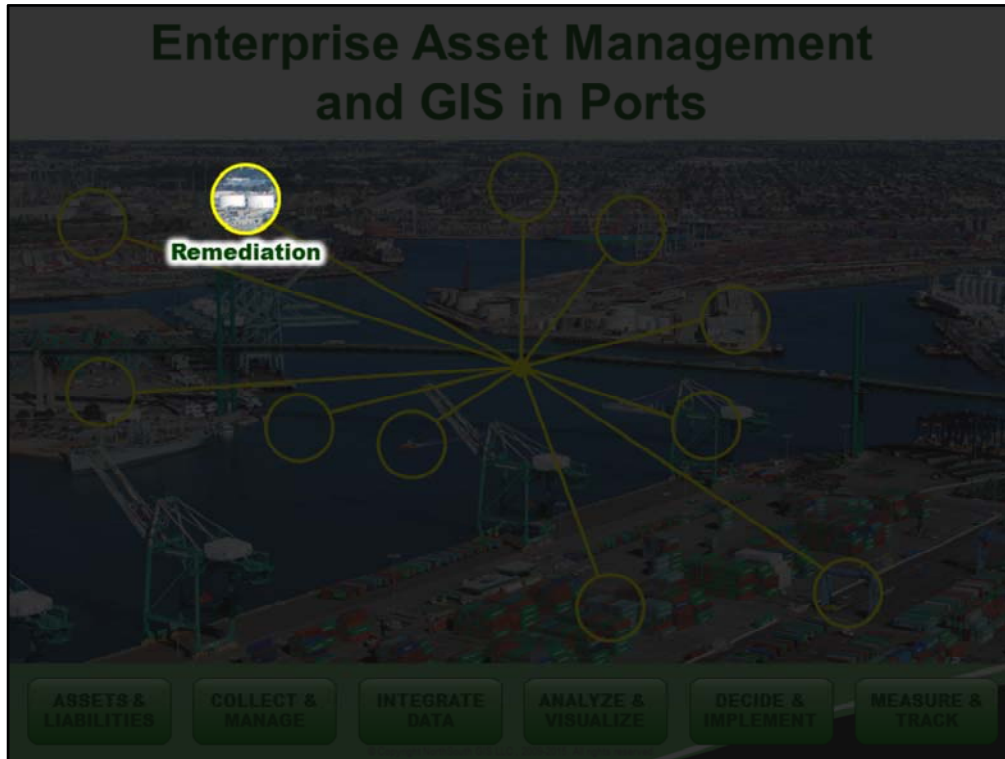 Enterprise Asset Management
and GIS in Ports
Remediation
ASSETS &
LIABILITIES
COLLECT &
MANAGE
INTEGRATE
DATA
ANALYZE &
VISUALIZE
DECIDE &
IMPLEMENT
MEASURE &
TRACK